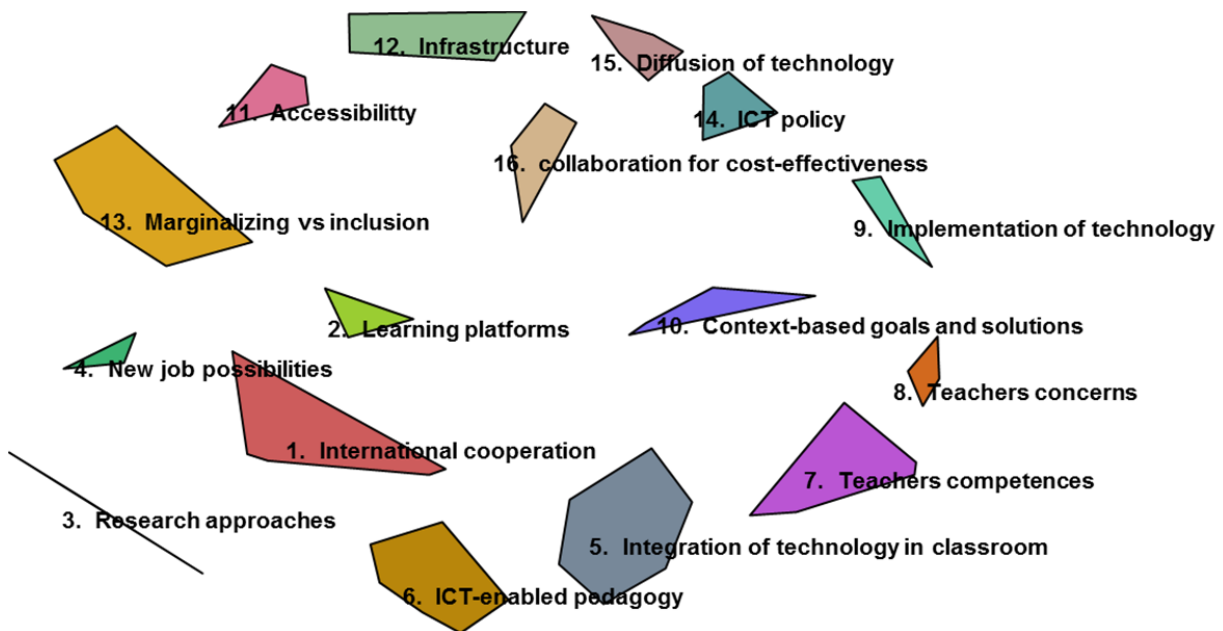 12. Infrastructure
15. Diffusion of technology
11. Accessibilitty
14. ICT policy
16. collaboration for cost-effectiveness
13. Marginalizing vs inclusion
9. Implementation of technology
2. Learning platforms
10. Context-based goals and solutions
4. New job possibilities
8. Teachers concerns
1. International cooperation
7. Teachers competences
3. Research approaches
5. Integration of technology in classroom
6. ICT-enabled pedagogy